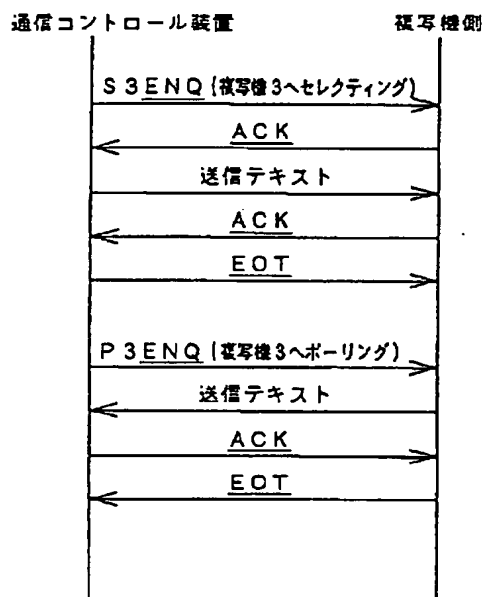 通信コントロール装置
複写機側
S3ENQ(複写機3へセレクティング)
ACK
送信テキスト
ACK
EOT
P3ENQ(複写機3へポーリング)
送信テキスト
ACK
EOT